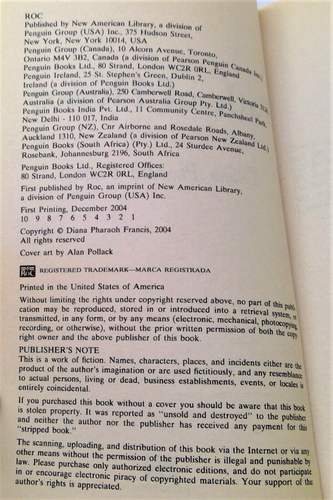 ROC
Published by New American Library, a division of
Penguin Group (USA) Inc., 375 Hudson Street,
New York, New York 10014, USA
Penguin Group (Canada), 10 Alcorn Avenue, Toronto,
Ontario M4V 3B2, Canada (a division of Pearson Penguin Canada Inc.)
Penguin Books Ltd., 80 Strand, London WC2R 0RL, England
Penguin Ireland, 25 St. Stephen's Green, Dublin 2,
Ireland (a division of Penguin Books Ltd.)
Penguin Group (Australia), 250 Camberwell Road, Camberwell, Victoria
Australia (a division of Pearson Australia Group Pty. Ltd.)
Penguin Books India Pvt. Ltd., 11 Community Centre, Panchsheel Park,
New Delhi - 110 017, India
Penguin Group (NZ), Cnr Airborne and Rosedale Roads, Albany,
Auckland 1310, New Zealand (a division of Pearson New Zealand Ltd.)
Penguin Books (South Africa) (Pty.) Ltd., 24 Sturdee Avenue,
Rosebank, Johannesburg 2196, South Africa
Penguin Books Ltd., Registered Offices:
80 Strand, London WC2R 0RL, England
First published by Roc, an imprint of New American Library,
a division of Penguin Group (USA) Inc.
First Printing, December 2004
10 9 8 7 6 5 4 3 2 1
Copyright © Diana Pharaoh Francis, 2004
All rights reserved
Cover art by Alan Pollack
ROC REGISTERED TRADEMARK—MARCA REGISTRADA
Printed in the United States of America
Without limiting the rights under copyright reserved above, no part of this publi-
cation may be reproduced, stored in or introduced into a retrieval system, or
transmitted, in any form, or by any means (electronic, mechanical, photocopying,
recording, or otherwise), without the prior written permission of both the copy-
right owner and the above publisher of this book.
PUBLISHER'S NOTE
This is a work of fiction. Names, characters, places, and incidents either are the
product of the author's imagination or are used fictitiously, and any resemblance
to actual persons, living or dead, business establishments, events, or locales is
entirely coincidental.
If you purchased this book without a cover you should be aware that this book
is stolen property. It was reported as "unsold and destroyed" to the publisher
and neither the author nor the publisher has received any payment for this
"stripped book."
The scanning, uploading, and distribution of this book via the Internet or via any
other means without the permission of the publisher is illegal and punishable by
law. Please purchase only authorized electronic editions, and do not participate
in or encourage electronic piracy of copyrighted materials. Your support of the
author's rights is appreciated.